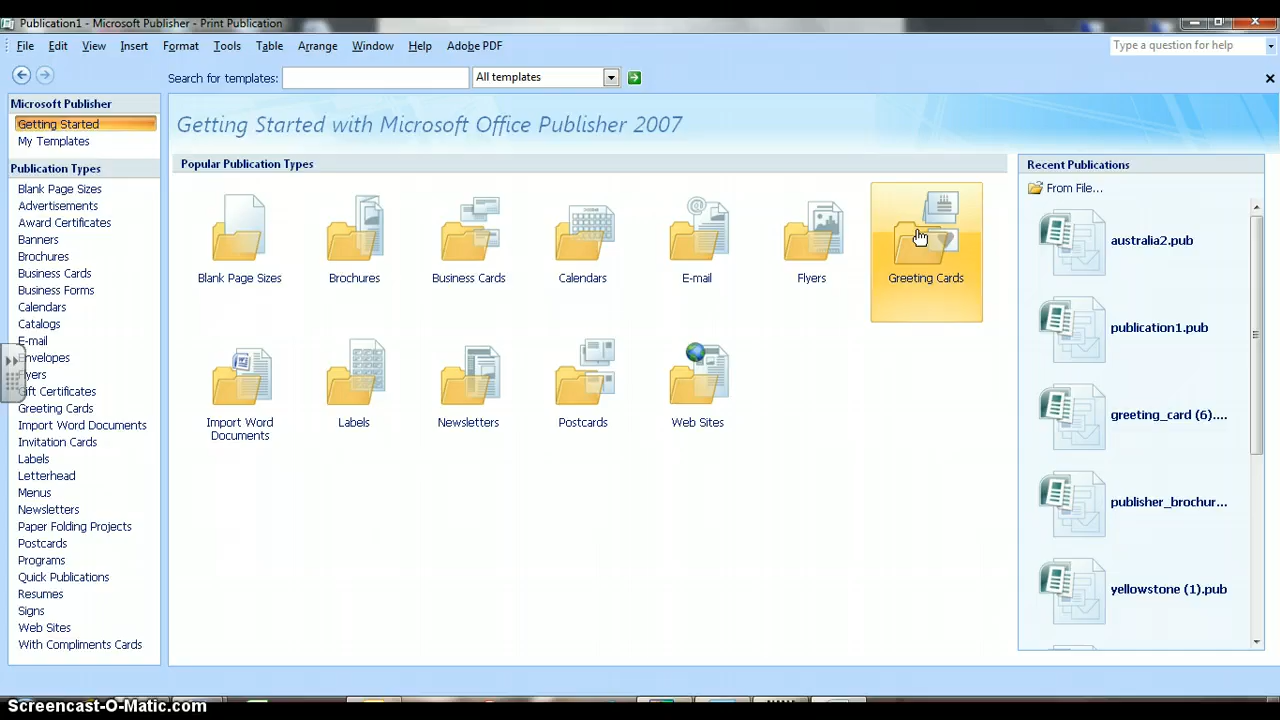 Publication1 - Microsoft Publisher - Print Publication
File Edit View Insert Format Tools Table Arrange Window Help Adobe PDF
Type a question for help
Search for templates: All templates
Microsoft Publisher
Getting Started
My Templates
Publication Types
Blank Page Sizes
Advertisements
Award Certificates
Banners
Brochures
Business Cards
Business Forms
Calendars
Catalogs
E-mail
Envelopes
yers
ift Certificates
Greeting Cards
Import Word Documents
Invitation Cards
Labels
Letterhead
Menus
Newsletters
Paper Folding Projects
Postcards
Programs
Quick Publications
Resumes
Signs
Web Sites
With Compliments Cards
Getting Started with Microsoft Office Publisher 2007
Popular Publication Types
Blank Page Sizes Brochures Business Cards Calendars E-mail Flyers Greeting Cards
Import Word Labels Newsletters Postcards Web Sites
Documents
Recent Publications
From File...
australia2.pub
publication1.pub
greeting_card (6)....
publisher_brochur...
yellowstone (1).pub
Screencast-O-Matic.com